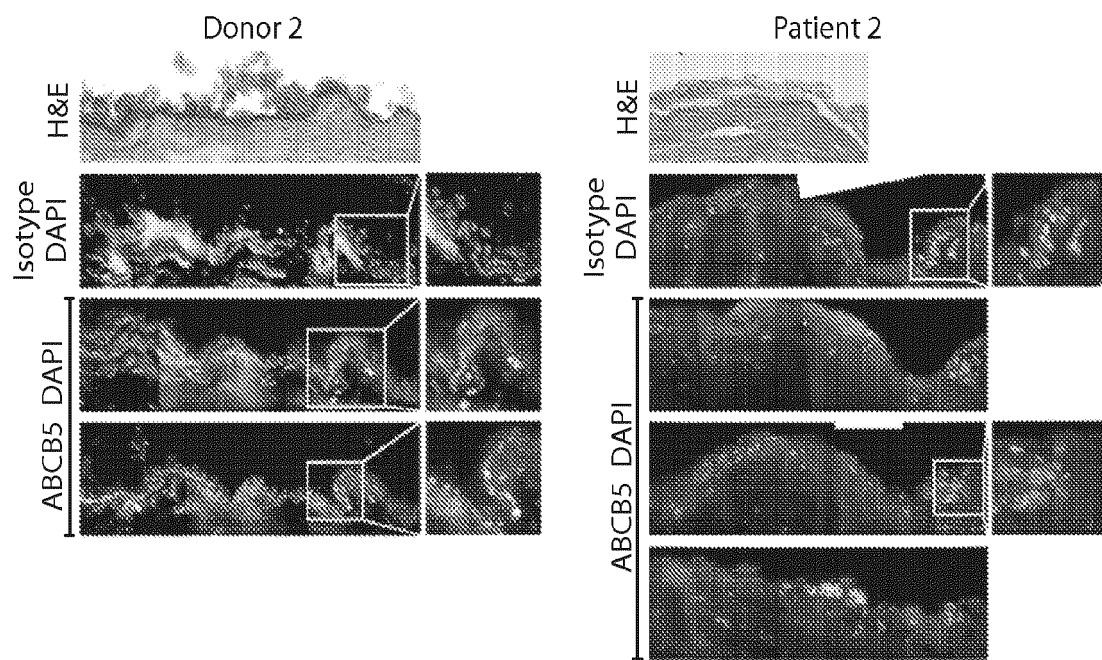 Donor 2
H&E
Isotype
DAPI
ABCB5 DAPI
Patient 2
H&E
Isotype
DAPI
ABCB5 DAPI